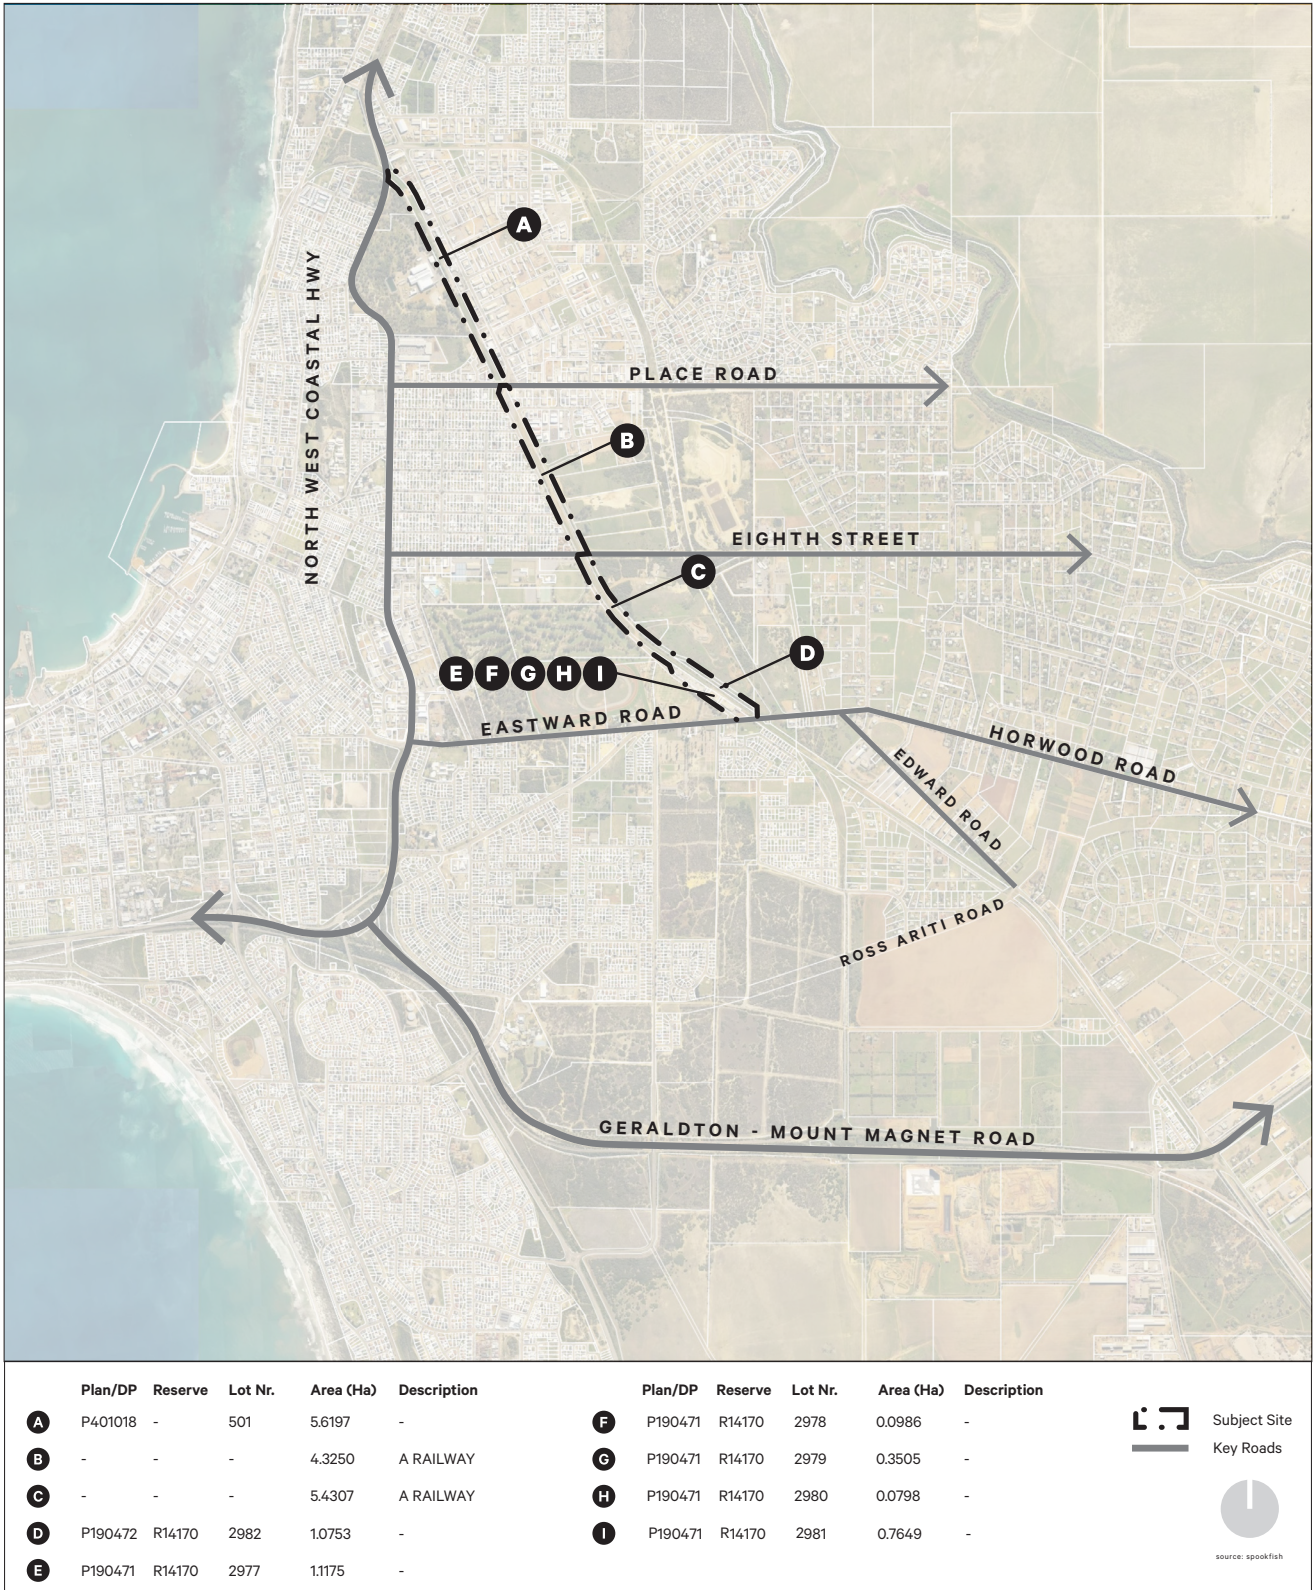 A
NORTH WEST COASTAL HWY
PLACE ROAD
B
EIGHTH STREET
C
D
E F G H I
EASTWARD ROAD
HORWOOD ROAD
EDWARD ROAD
ROSS ARITI ROAD
GERALDTON - MOUNT MAGNET ROAD
Plan/DP Reserve Lot Nr. Area (Ha) Description
A P401018 - 501 5.6197 -
B - - - 4.3250 A RAILWAY
C - - - 5.4307 A RAILWAY
D P190472 R14170 2982 1.0753 -
E P190471 R14170 2977 1.1175 -
Plan/DP Reserve Lot Nr. Area (Ha) Description
F P190471 R14170 2978 0.0986 -
G P190471 R14170 2979 0.3505 -
H P190471 R14170 2980 0.0798 -
I P190471 R14170 2981 0.7649 -
Subject Site
Key Roads
source: spookfish